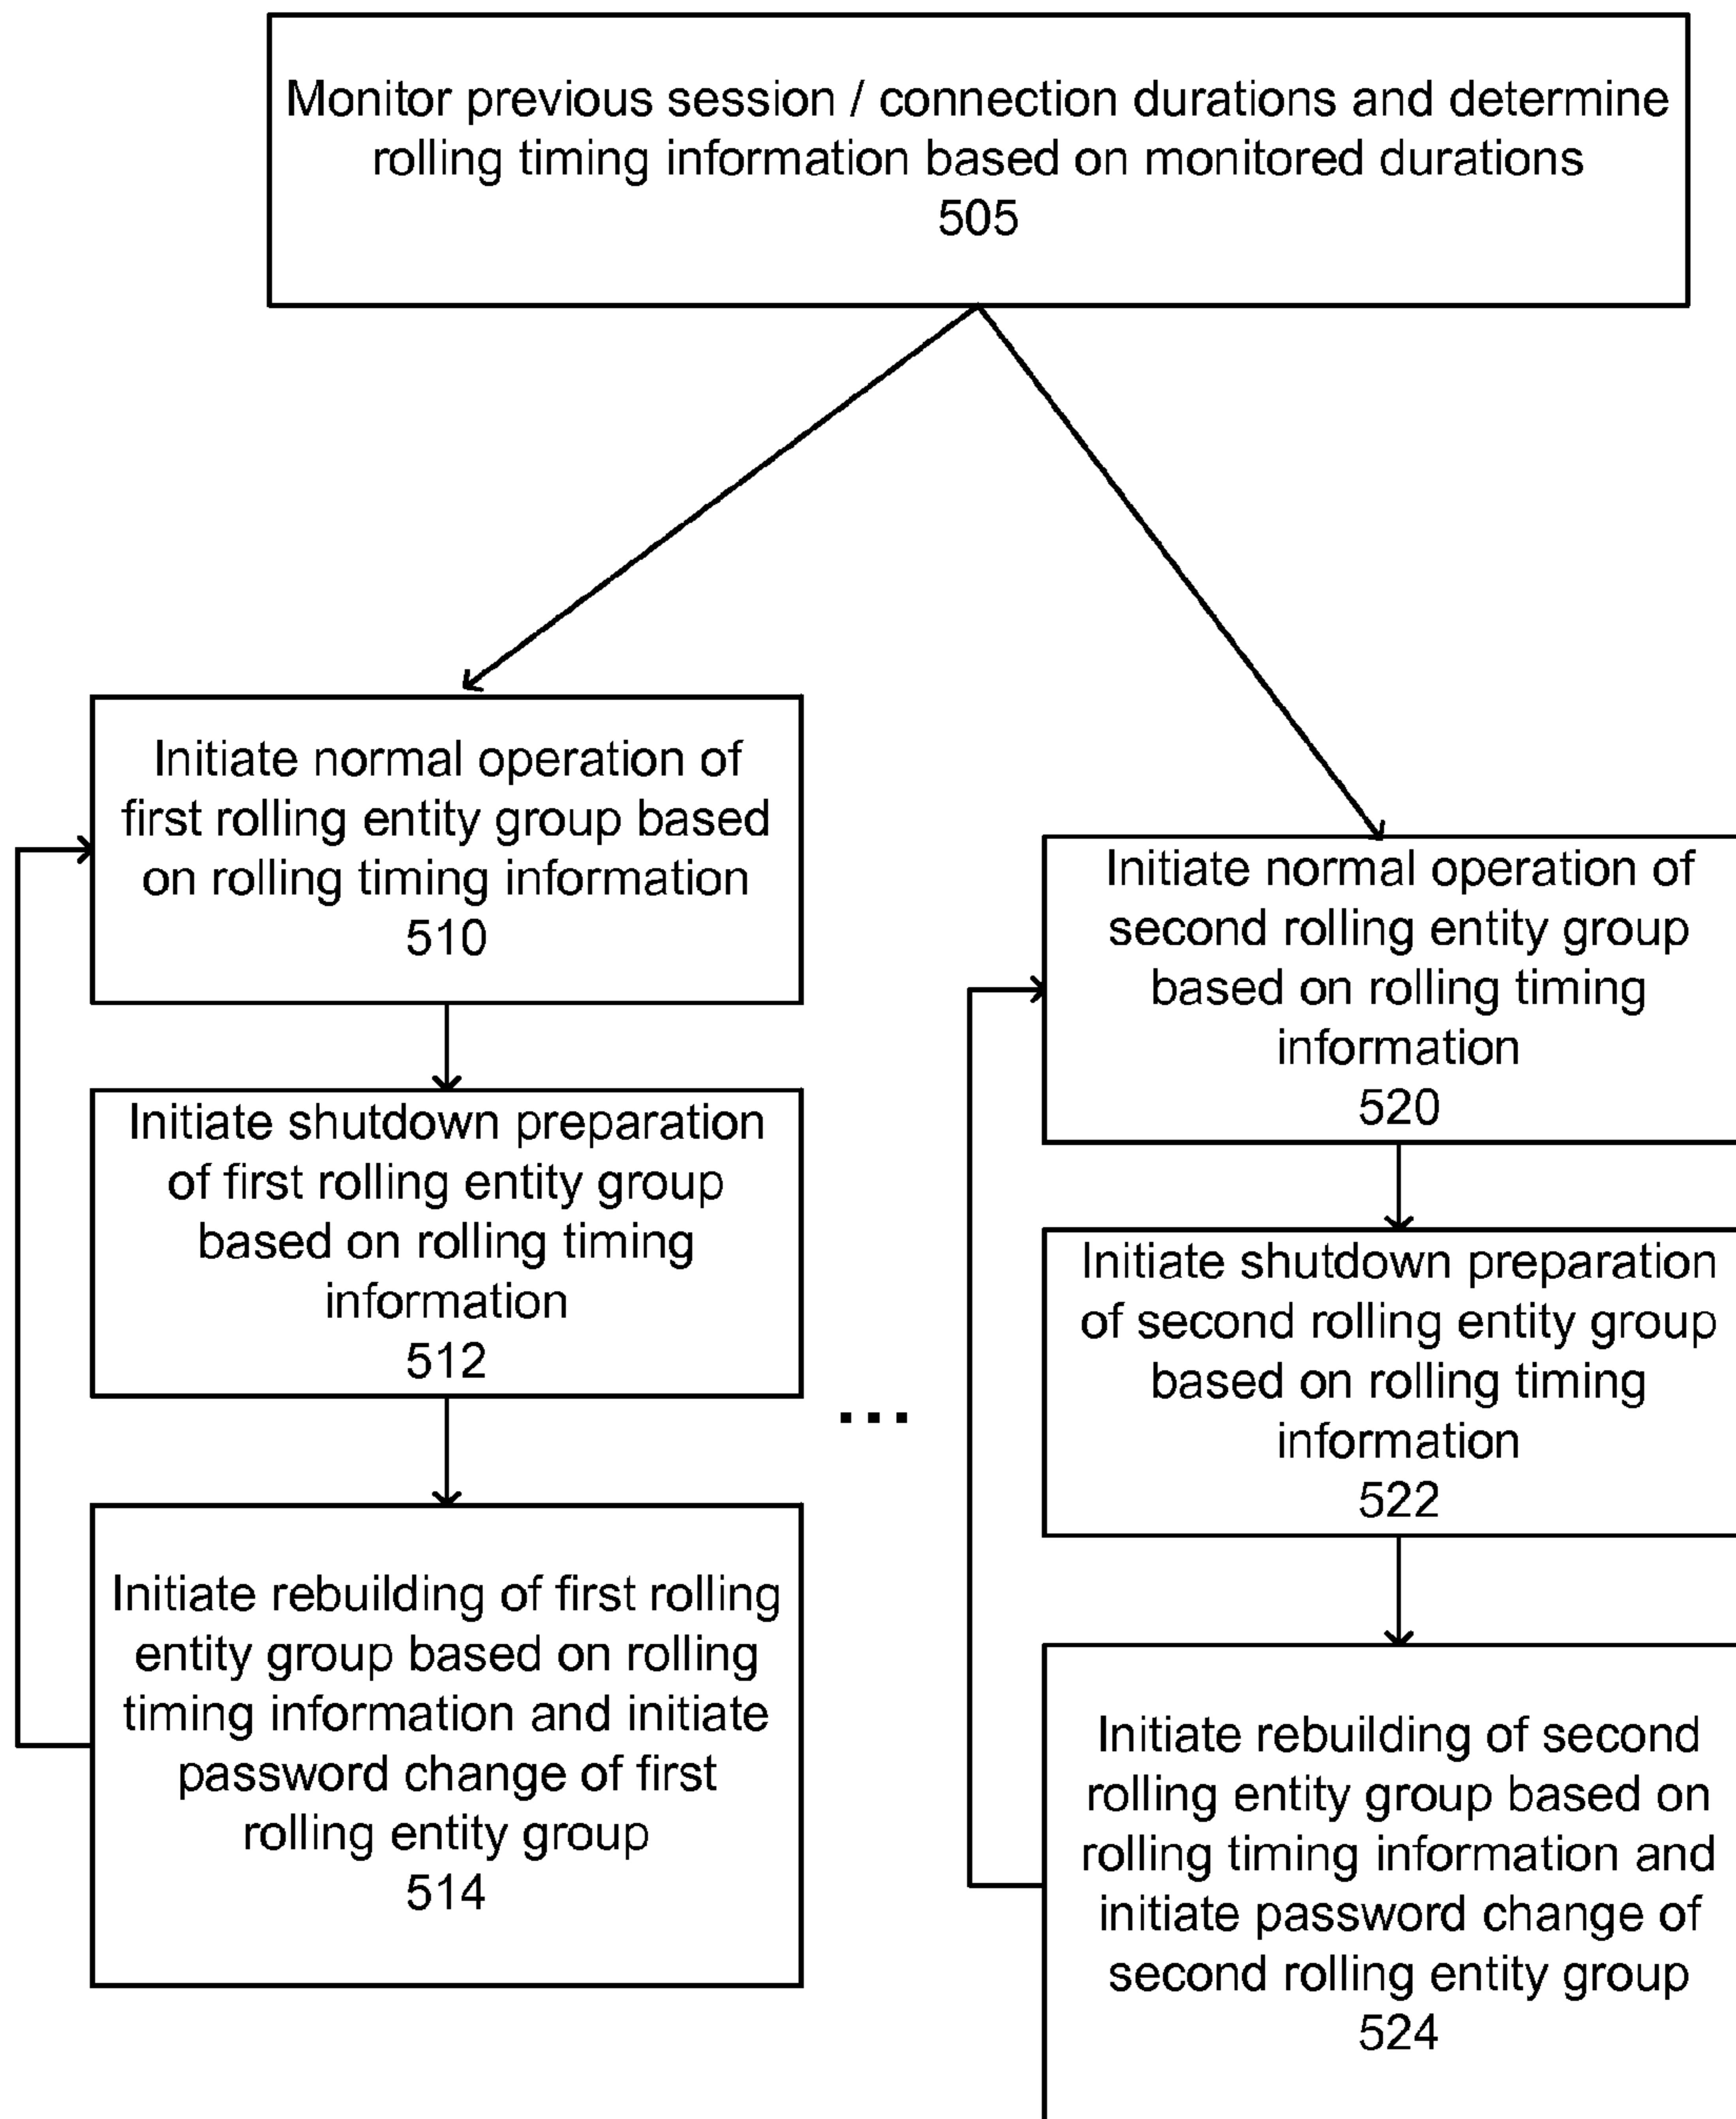 Monitor previous session / connection durations and determine
rolling timing information based on monitored durations
505
Initiate normal operation of
first rolling entity group based
on rolling timing information
510
Initiate shutdown preparation
of first rolling entity group
based on rolling timing
information
512
Initiate rebuilding of first rolling
entity group based on rolling
timing information and initiate
password change of first
rolling entity group
514
...
Initiate normal operation of
second rolling entity group
based on rolling timing
information
520
Initiate shutdown preparation
of second rolling entity group
based on rolling timing
information
522
Initiate rebuilding of second
rolling entity group based on
rolling timing information and
initiate password change of
second rolling entity group
524